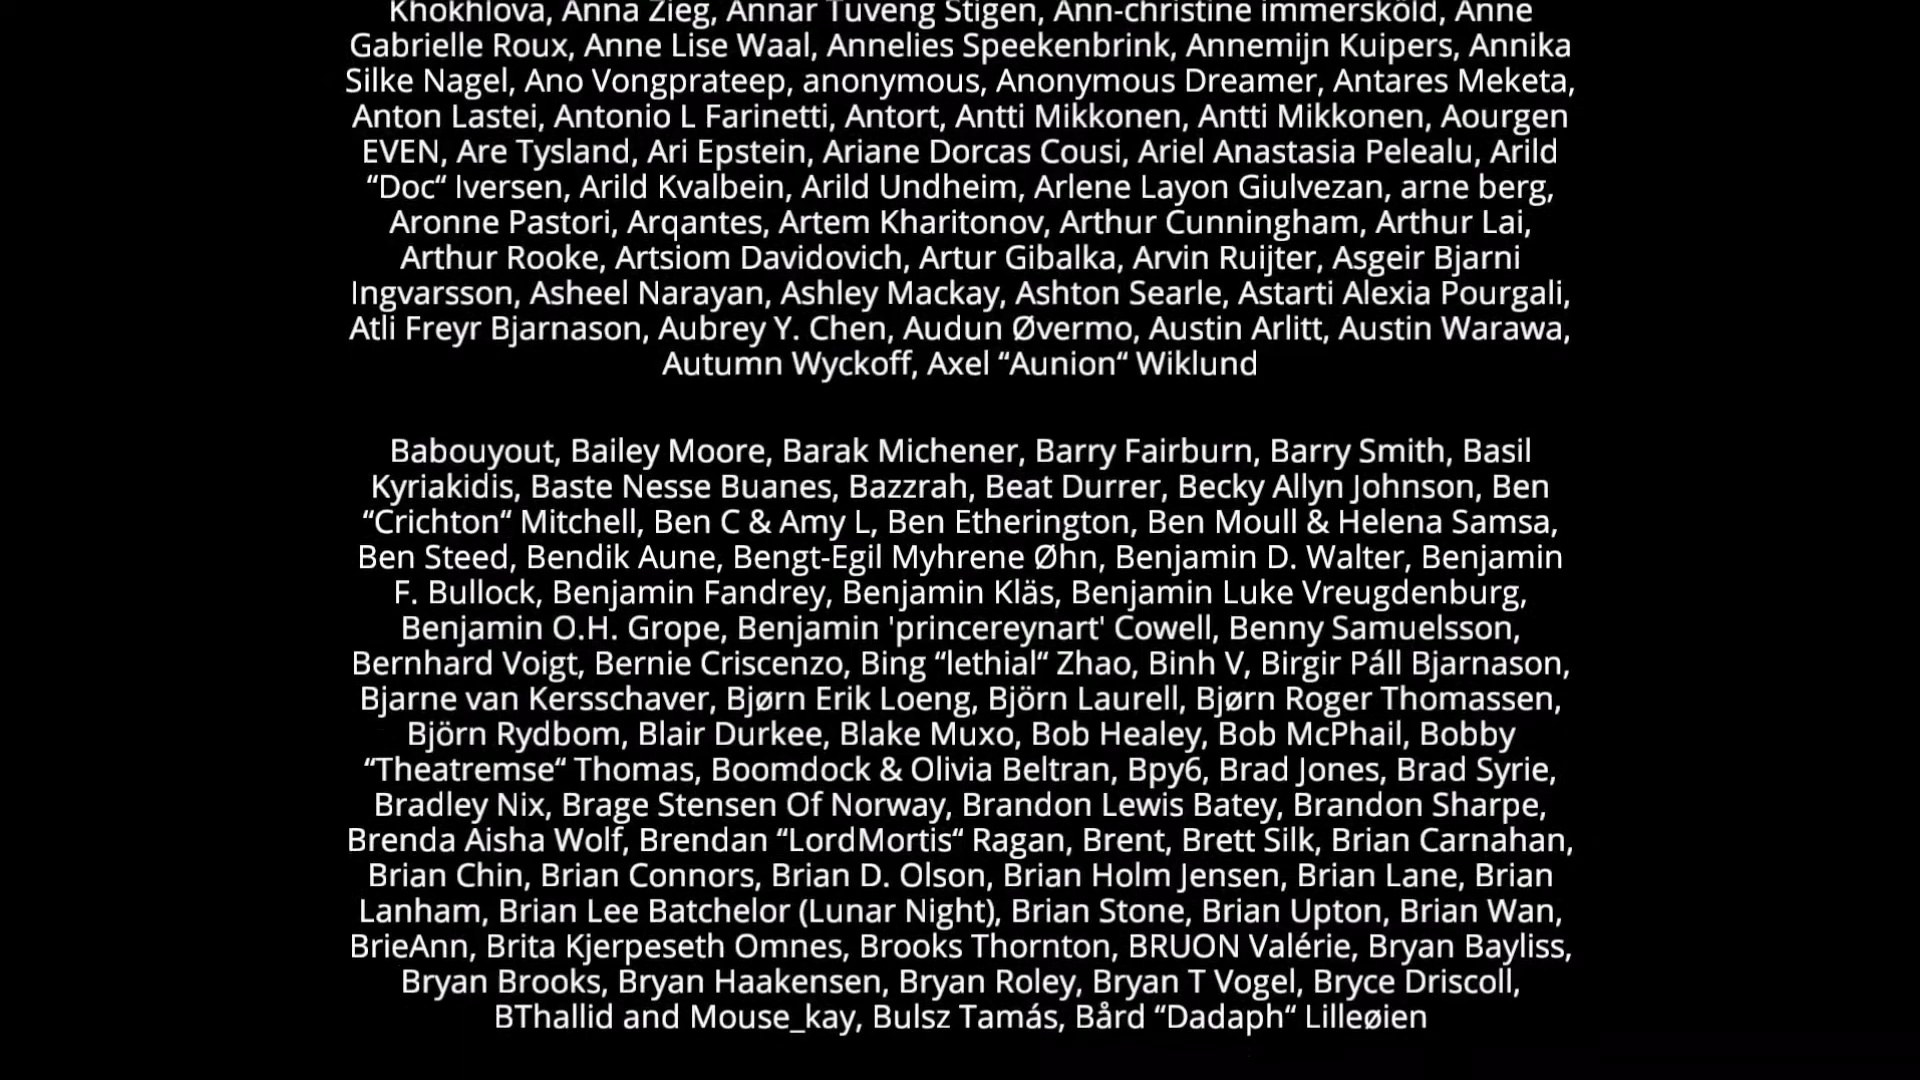 Khokhlova, Anna Zieg, Annar Tuveng Stigen, Ann-christine immersköld, Anne
Gabrielle Roux, Anne Lise Waal, Annelies Speekenbrink, Annemijn Kuipers, Annika
Silke Nagel, Ano Vongprateep, anonymous, Anonymous Dreamer, Antares Meketa,
Anton Lastei, Antonio L Farinetti, Antort, Antti Mikkonen, Antti Mikkonen, Aourgen
EVEN, Are Tysland, Ari Epstein, Ariane Dorcas Cousi, Ariel Anastasia Pelealu, Arild
“Doc“ Iversen, Arild Kvalbein, Arild Undheim, Arlene Layon Giulvezan, arne berg,
Aronne Pastori, Arqantes, Artem Kharitonov, Arthur Cunningham, Arthur Lai,
Arthur Rooke, Artsiom Davidovich, Artur Gibalka, Arvin Ruijter, Asgeir Bjarni
Ingvarsson, Asheel Narayan, Ashley Mackay, Ashton Searle, Astarti Alexia Pourgali,
Atli Freyr Bjarnason, Aubrey Y. Chen, Audun Øvermo, Austin Arlitt, Austin Warawa,
Autumn Wyckoff, Axel “Aunion“ Wiklund
Babouyout, Bailey Moore, Barak Michener, Barry Fairburn, Barry Smith, Basil
Kyriakidis, Baste Nesse Buanes, Bazzrah, Beat Durrer, Becky Allyn Johnson, Ben
“Crichton“ Mitchell, Ben C & Amy L, Ben Etherington, Ben Moull & Helena Samsa,
Ben Steed, Bendik Aune, Bengt-Egil Myhrene Øhn, Benjamin D. Walter, Benjamin
F. Bullock, Benjamin Fandrey, Benjamin Kläs, Benjamin Luke Vreugdenburg,
Benjamin O.H. Grope, Benjamin 'princereynart' Cowell, Benny Samuelsson,
Bernhard Voigt, Bernie Criscenzo, Bing “lethial“ Zhao, Binh V, Birgir Páll Bjarnason,
Bjarne van Kersschaver, Bjørn Erik Loeng, Björn Laurell, Bjørn Roger Thomassen,
Björn Rydbom, Blair Durkee, Blake Muxo, Bob Healey, Bob McPhail, Bobby
“Theatremse“ Thomas, Boomdock & Olivia Beltran, Bpy6, Brad Jones, Brad Syrie,
Bradley Nix, Brage Stensen Of Norway, Brandon Lewis Batey, Brandon Sharpe,
Brenda Aisha Wolf, Brendan “LordMortis“ Ragan, Brent, Brett Silk, Brian Carnahan,
Brian Chin, Brian Connors, Brian D. Olson, Brian Holm Jensen, Brian Lane, Brian
Lanham, Brian Lee Batchelor (Lunar Night), Brian Stone, Brian Upton, Brian Wan,
BrieAnn, Brita Kjerpeseth Omnes, Brooks Thornton, BRUON Valérie, Bryan Bayliss,
Bryan Brooks, Bryan Haakensen, Bryan Roley, Bryan T Vogel, Bryce Driscoll,
BThallid and Mouse_kay, Bulsz Tamás, Bård “Dadaph“ Lilleøien